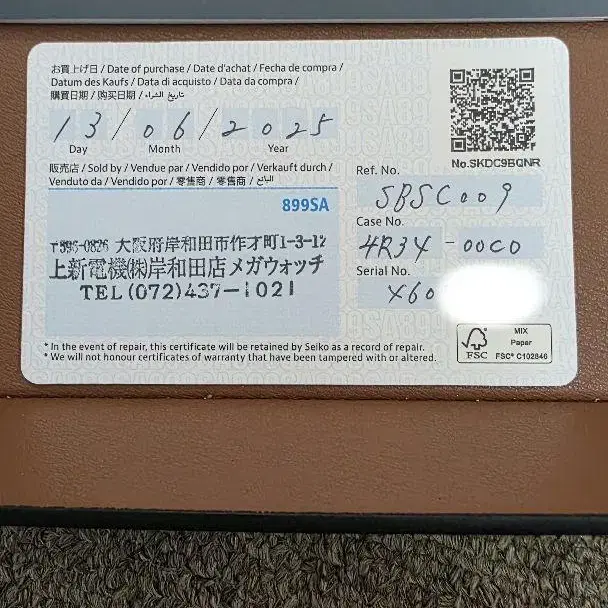 お買上げ日 / Date of purchase / Date d'achat / Fecha de compra /
Datum des Kaufs / Data di acquisto / Data da compra /
購買日期 / 购买日期 / تاريخ الشراء
13/06/2025
Day Month Year
販売店 / Sold by / Vendue par / Vendido por / Verkauft durch /
Venduto da / Vendido por / 零售商 / 零售商 / البائع
899SA
〒596-0826 大阪府岸和田市作才町1-3-12
上新電機(株)岸和田店メガウォッチ
TEL(072)437-1021
* In the event of repair, this certificate will be retained by Seiko as a record of repair.
* We will not honour certificates of warranty that have been tampered with or altered.
No.SKDC9BQNR
Ref. No.
SBSC009
Case No.
4R34-00C0
Serial No.
X60
FSC
MIX
Paper
FSC® C102846